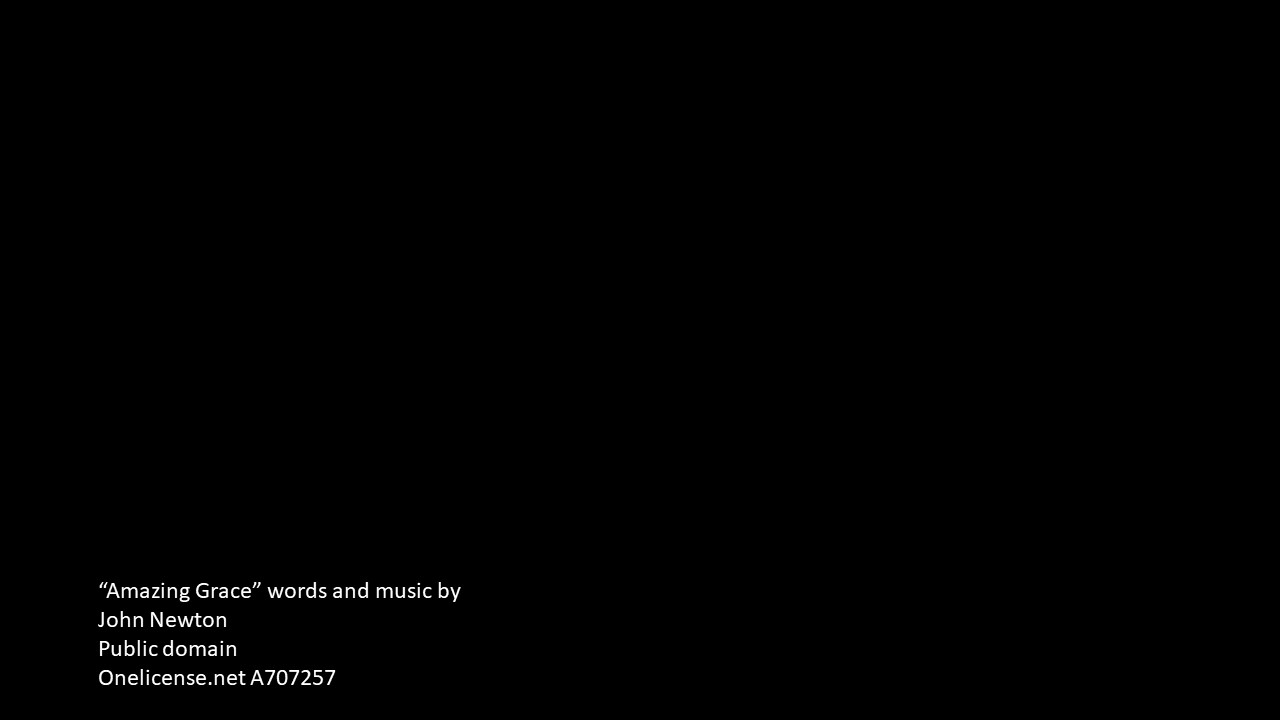 “Amazing Grace” words and music by
John Newton
Public domain
Onelicense.net A707257